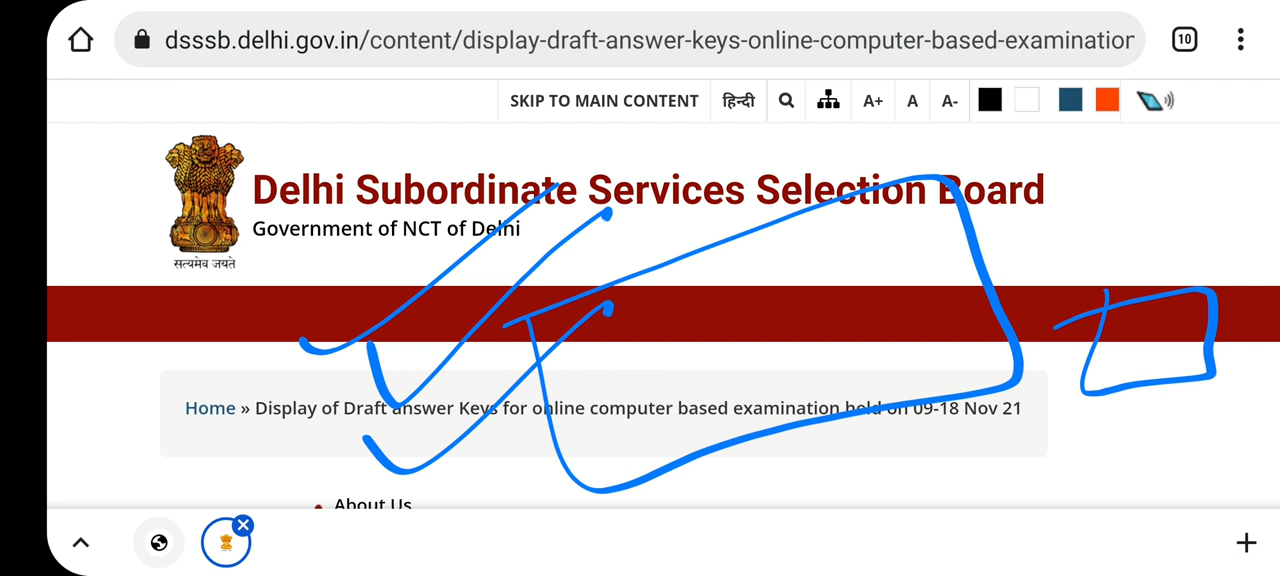 dsssb.delhi.gov.in/content/display-draft-answer-keys-online-computer-based-examination
10
SKIP TO MAIN CONTENT हिन्दी A+ A A-
Delhi Subordinate Services Selection Board
Government of NCT of Delhi
सत्यमेव जयते
Home » Display of Draft answer Keys for online computer based examination held on 09-18 Nov 21
About Us